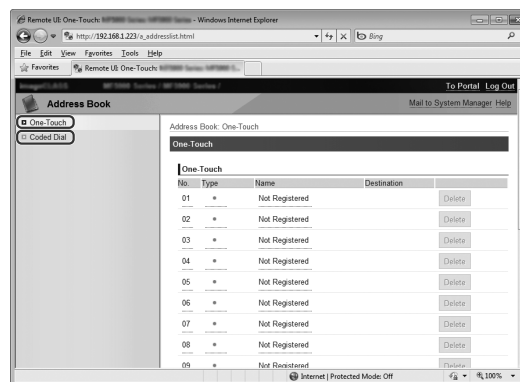 Remote UI: One-Touch: - Windows Internet Explorer
http://192.168.1.223/a_addresslist.html
Bing
File Edit View Favorites Tools Help
Favorites Remote UI: One-Touch:
To Portal Log Out
Address Book
Mail to System Manager Help
One-Touch
Coded Dial
Address Book: One-Touch
One-Touch
One-Touch
No. Type Name Destination
01 Not Registered Delete
02 Not Registered Delete
03 Not Registered Delete
04 Not Registered Delete
05 Not Registered Delete
06 Not Registered Delete
07 Not Registered Delete
08 Not Registered Delete
09 Not Registered Delete
Internet | Protected Mode: Off 100%